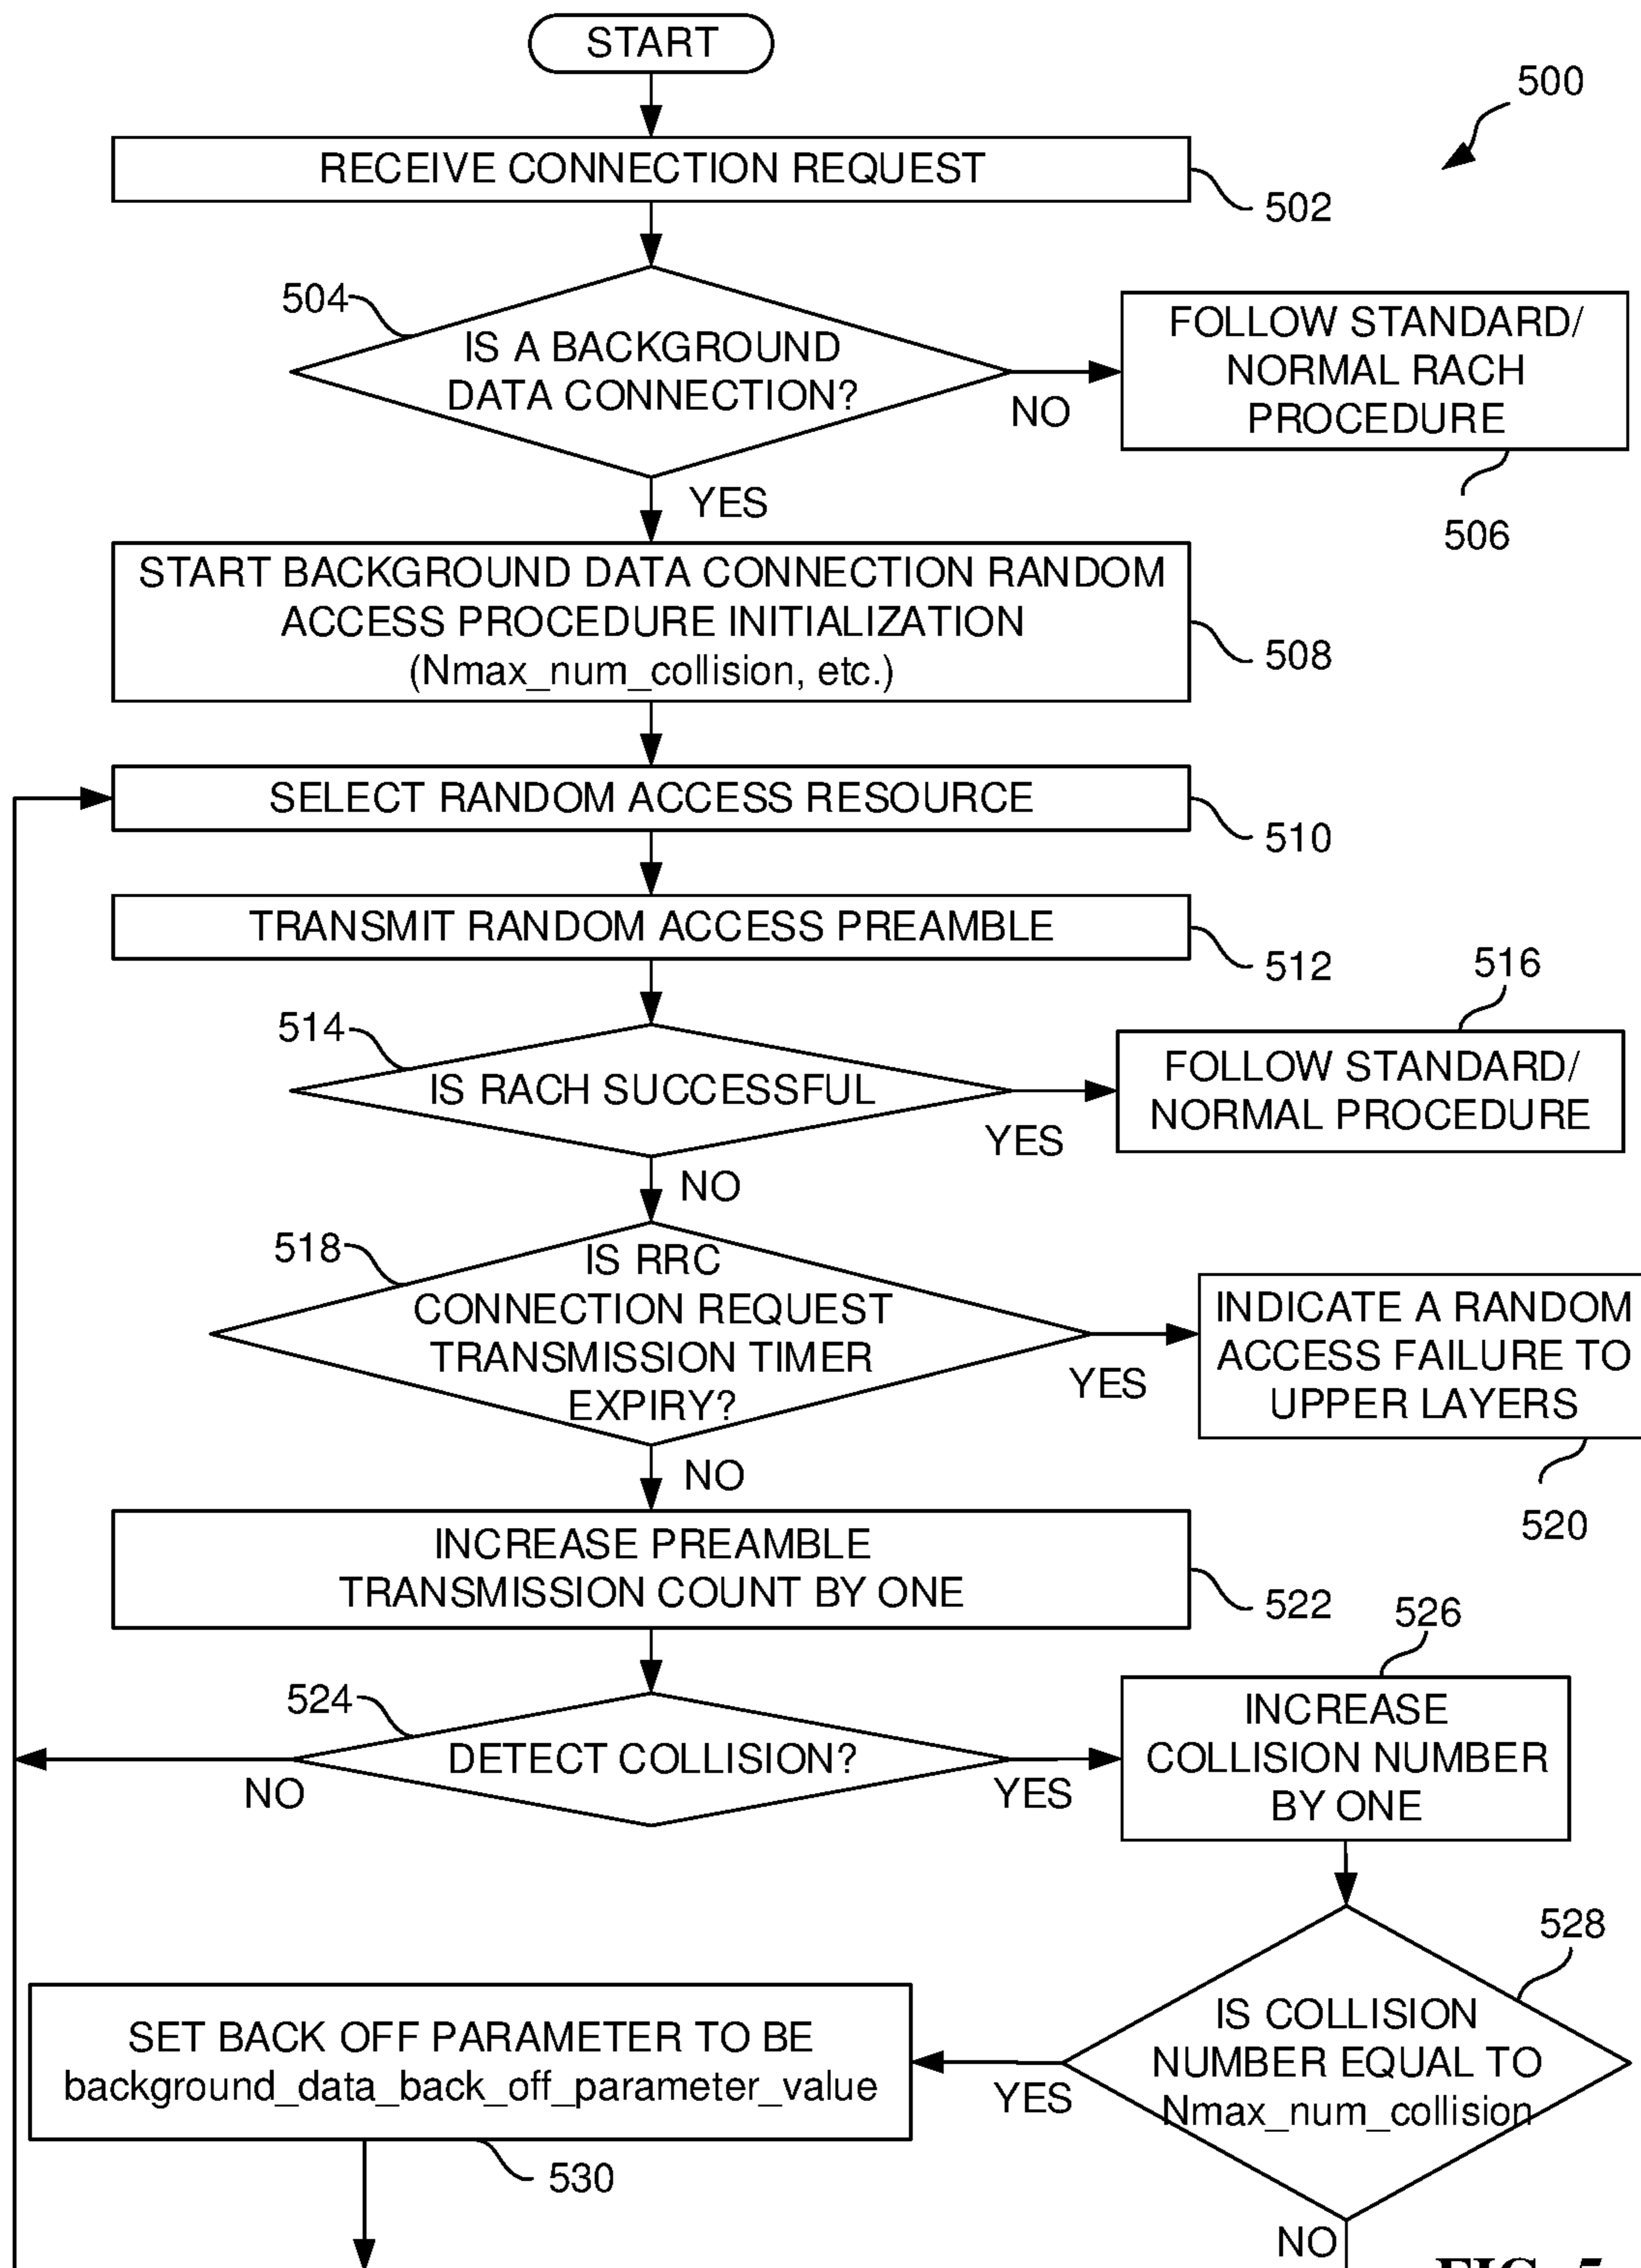 START
500
RECEIVE CONNECTION REQUEST
502
504
IS A BACKGROUND
DATA CONNECTION?
NO
FOLLOW STANDARD/
NORMAL RACH
PROCEDURE
506
YES
START BACKGROUND DATA CONNECTION RANDOM
ACCESS PROCEDURE INITIALIZATION
(Nmax_num_collision, etc.)
508
SELECT RANDOM ACCESS RESOURCE
510
TRANSMIT RANDOM ACCESS PREAMBLE
512
514
IS RACH SUCCESSFUL
YES
516
FOLLOW STANDARD/
NORMAL PROCEDURE
NO
518
IS RRC
CONNECTION REQUEST
TRANSMISSION TIMER
EXPIRY?
YES
INDICATE A RANDOM
ACCESS FAILURE TO
UPPER LAYERS
520
NO
INCREASE PREAMBLE
TRANSMISSION COUNT BY ONE
522
524
DETECT COLLISION?
NO
YES
526
INCREASE
COLLISION NUMBER
BY ONE
528
IS COLLISION
NUMBER EQUAL TO
Nmax_num_collision
YES
SET BACK OFF PARAMETER TO BE
background_data_back_off_parameter_value
530
NO